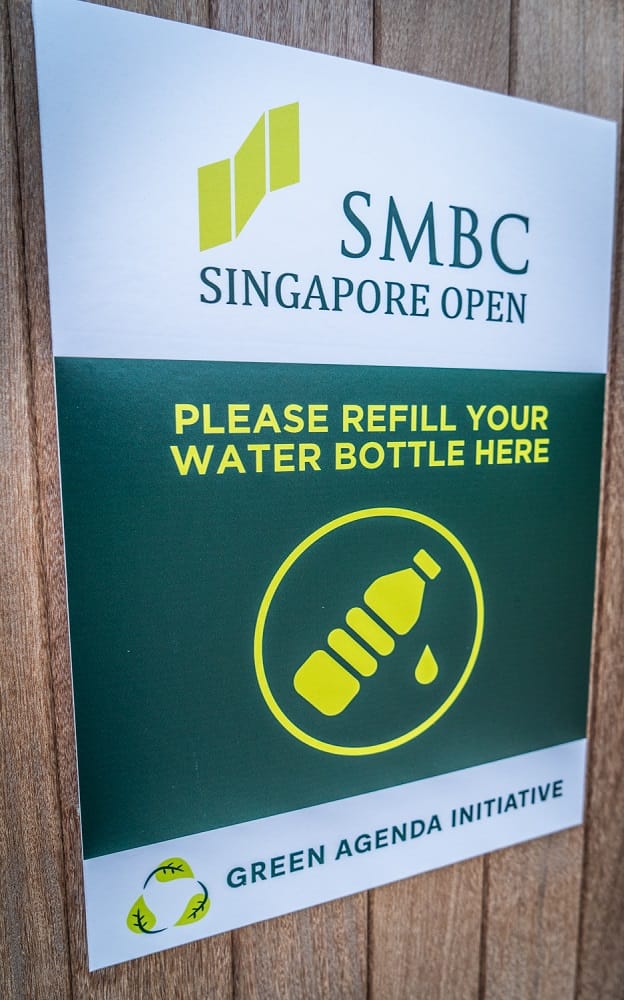 SMBC
SINGAPORE OPEN
PLEASE REFILL YOUR
WATER BOTTLE HERE
GREEN AGENDA INITIATIVE